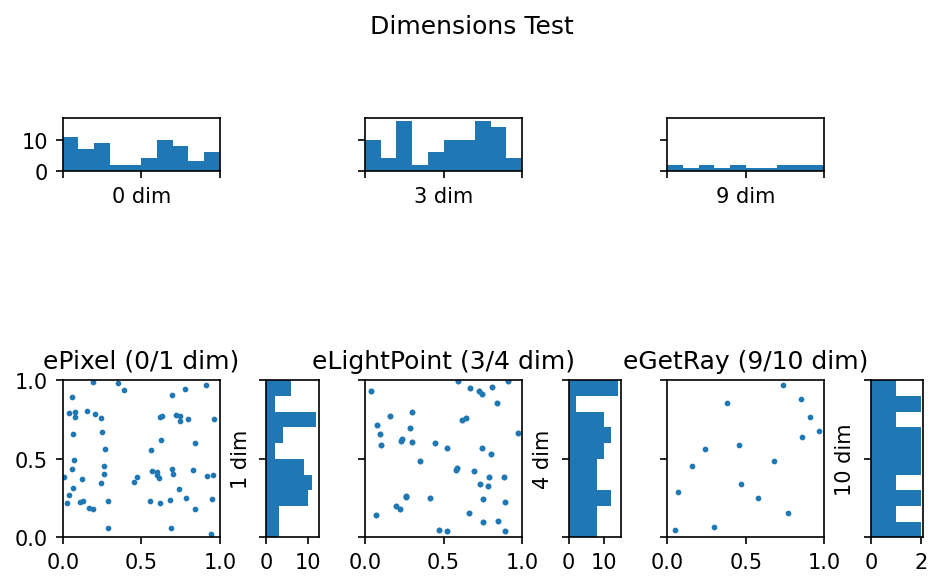 Dimensions Test
10
0
0 dim
3 dim
9 dim
ePixel (0/1 dim)
eLightPoint (3/4 dim)
eGetRay (9/10 dim)
1.0
0.5
0.0
1 dim
4 dim
10 dim
0.0 0.5 1.0 0 10 0.0 0.5 1.0 0 10 0.0 0.5 1.0 0 2